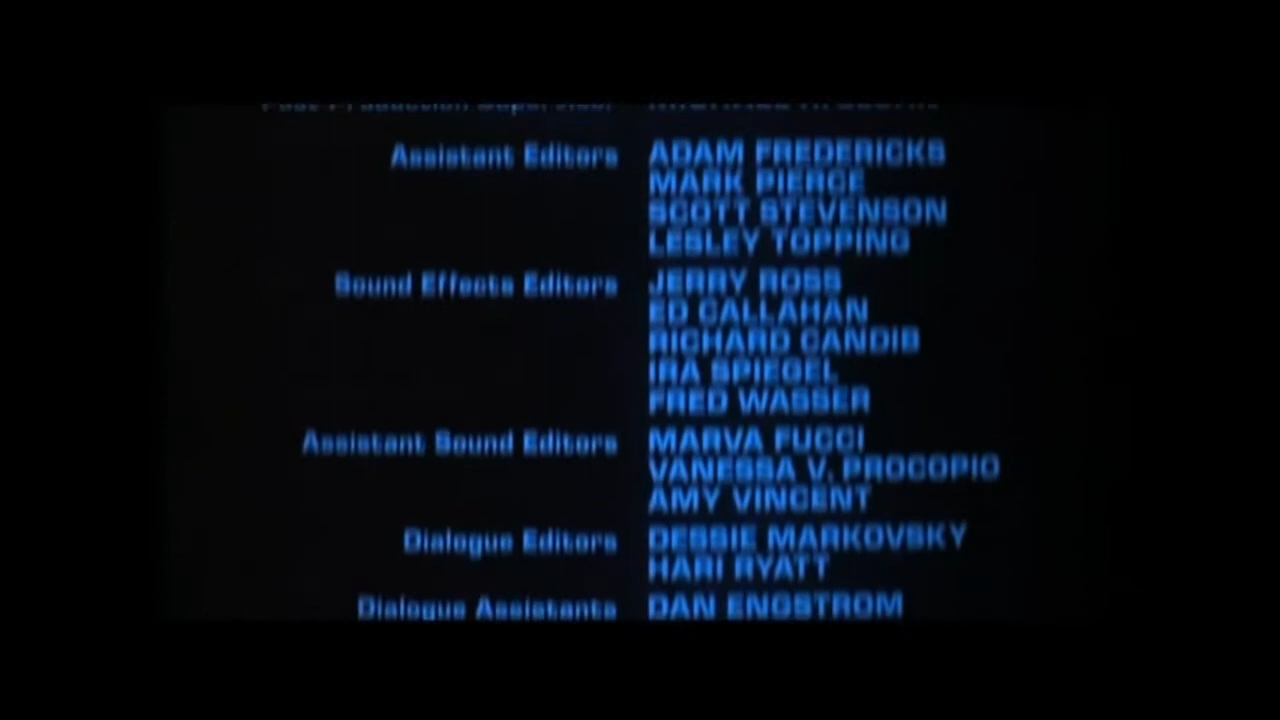 Assistant Editors ADAM FREDERICKS
MARK PIERCE
SCOTT STEVENSON
LESLEY TOPPING
Sound Effects Editors JERRY ROSS
ED CALLAHAN
RICHARD CANDIB
IRA SPIEGEL
FRED WASSER
Assistant Sound Editors MARVA FUCCI
VANESSA V. PROCOPIO
AMY VINCENT
Dialogue Editors DESSIE MARKOVSKY
HARI RYATT
Dialogue Assistants DAN ENGSTROM